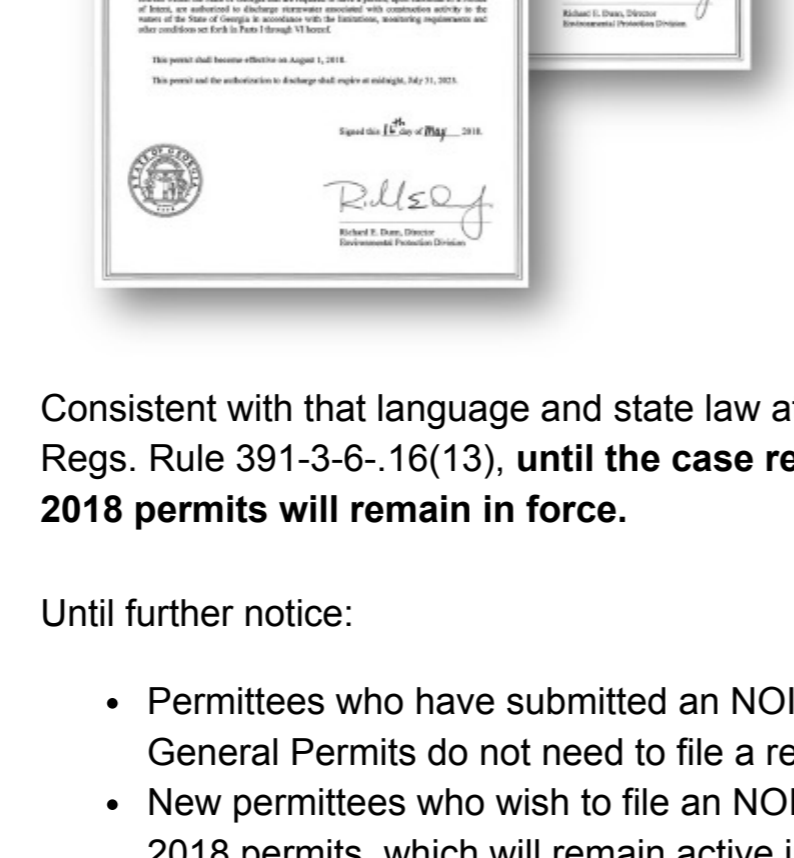 of Intent, are authorized to discharge stormwater associated with construction activity to the
waters of the State of Georgia in accordance with the limitations, monitoring requirements and
other conditions set forth in Parts I through VI hereof.
This permit shall become effective on August 1, 2018.
This permit and the authorization to discharge shall expire at midnight, July 31, 2023.
Signed this 16th day of May 2018.
STATE OF GEORGIA
Richard E. Dunn, Director
Environmental Protection Division
Richard E. Dunn, Director
Environmental Protection Division
Consistent with that language and state law a
Regs. Rule 391-3-6-.16(13), until the case re
2018 permits will remain in force.
Until further notice:
• Permittees who have submitted an NOI
General Permits do not need to file a re
• New permittees who wish to file an NOI
2018 permits, which will remain active i